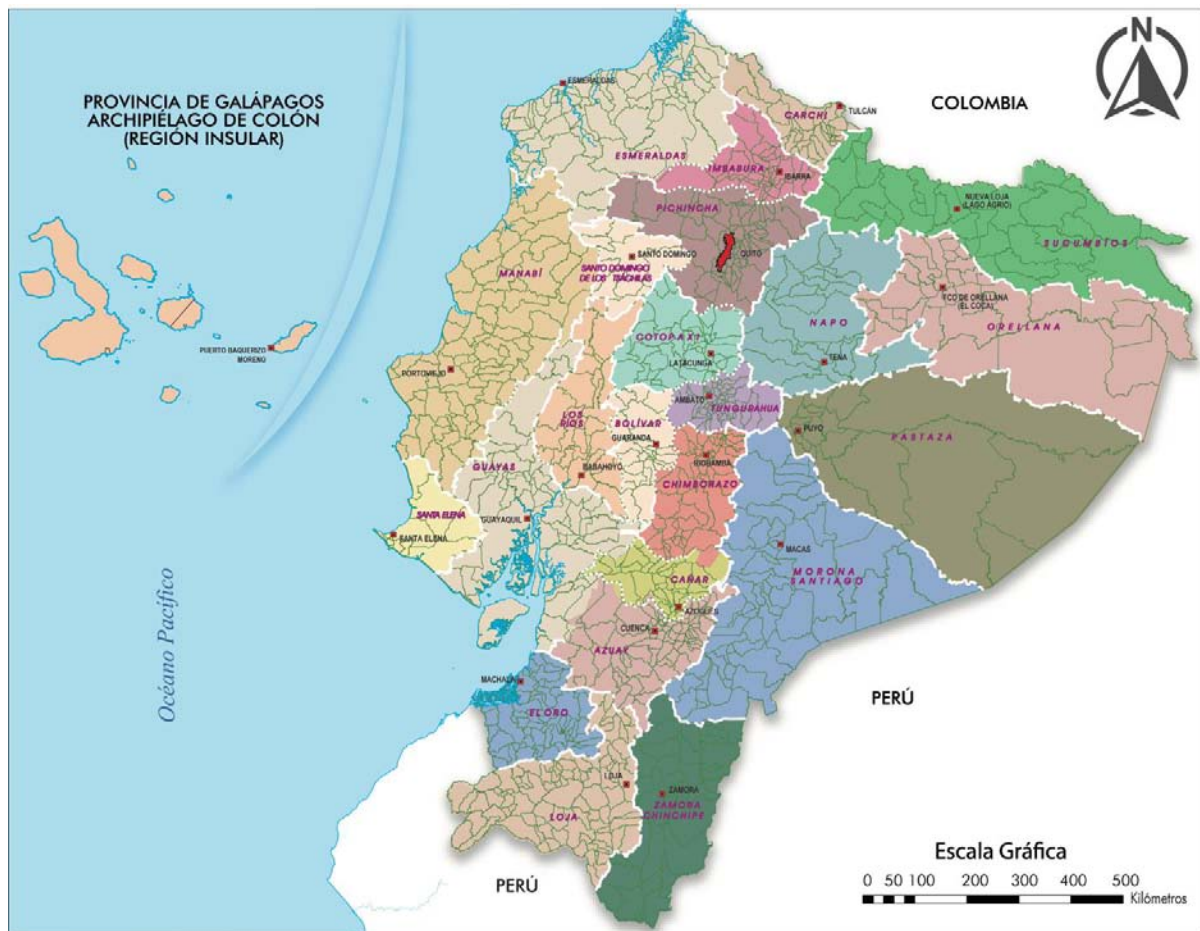 PROVINCIA DE GALÁPAGOS
ARCHIPIÉLAGO DE COLÓN
(REGIÓN INSULAR)
N
COLOMBIA
ESMERALDAS
TULCÁN
CARCHI
ESMERALDAS
IMBABURA
IBARRA
NUEVA LOJA
(LAGO AGRIO)
SUCUMBÍOS
PICHINCHA
QUITO
SANTO DOMINGO
SANTO DOMINGO
DE LOS TSÁCHILAS
MANABÍ
FCO DE ORELLANA
(EL COCA)
ORELLANA
NAPO
TENA
COTOPAXI
LATACUNGA
PUERTO BAQUERIZO
MORENO
PORTOVIEJO
AMBATO
TUNGURAHUA
LOS
RÍOS
BOLÍVAR
GUARANDA
PUYO
PASTAZA
RIOBAMBA
CHIMBORAZO
GUAYAS
BABAHOYO
SANTA ELENA
SANTA ELENA
GUAYAQUIL
MACAS
MORONA
SANTIAGO
CAÑAR
AZOGUES
CUENCA
AZUAY
Océano Pacífico
MACHALA
EL ORO
PERÚ
LOJA
LOJA
ZAMORA
ZAMORA
CHINCHIPE
PERÚ
Escala Gráfica
0 50 100 200 300 400 500
Kilómetros